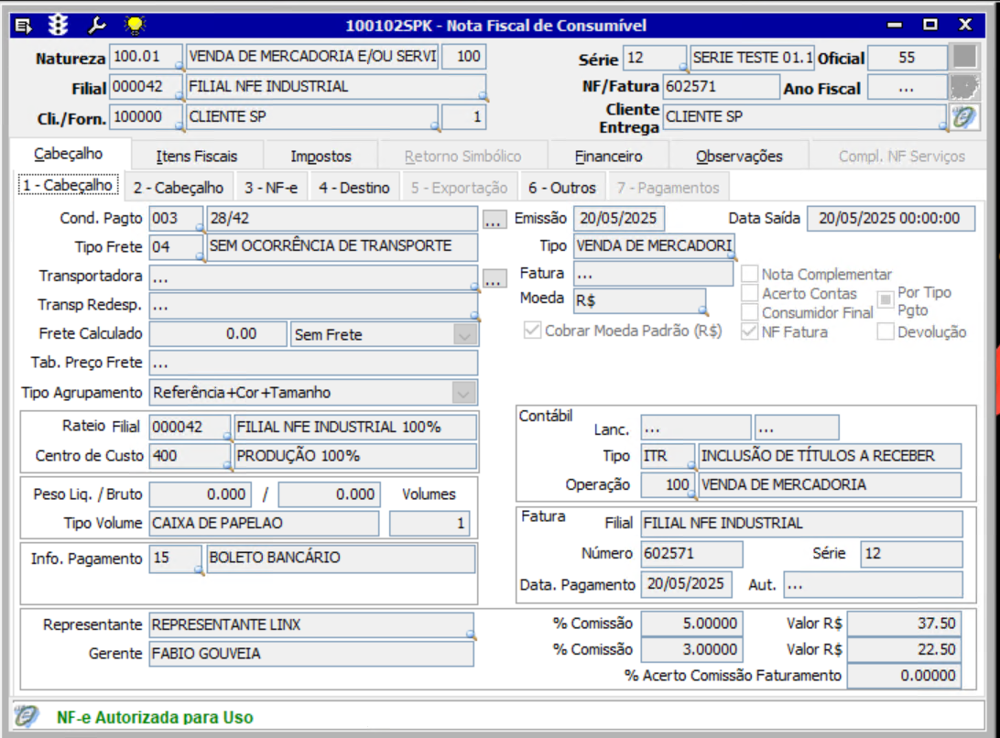 100102SPK - Nota Fiscal de Consumível
Natureza 100.01 VENDA DE MERCADORIA E/OU SERVI 100 Série 12 SERIE TESTE 01.1 Oficial 55
Filial 000042 FILIAL NFE INDUSTRIAL NF/Fatura 602571 Ano Fiscal ...
Cli./Forn. 100000 CLIENTE SP 1 Cliente Entrega CLIENTE SP
Cabeçalho Itens Fiscais Impostos Retorno Simbólico Financeiro Observações Compl. NF Serviços
1 - Cabeçalho 2 - Cabeçalho 3 - NF-e 4 - Destino 5 - Exportação 6 - Outros 7 - Pagamentos
Cond. Pagto 003 28/42 ... Emissão 20/05/2025 Data Saída 20/05/2025 00:00:00
Tipo Frete 04 SEM OCORRÊNCIA DE TRANSPORTE Tipo VENDA DE MERCADORI
Transportadora ... ... Fatura ... Nota Complementar
Transp Redesp. ... Moeda R$ Acerto Contas Por Tipo Pgto
Consumidor Final
Frete Calculado 0.00 Sem Frete Cobrar Moeda Padrão (R$) NF Fatura Devolução
Tab. Preço Frete ...
Tipo Agrupamento Referência+Cor+Tamanho
Contábil
Rateio Filial 000042 FILIAL NFE INDUSTRIAL 100% Lanc. ... ...
Centro de Custo 400 PRODUÇÃO 100% Tipo ITR INCLUSÃO DE TÍTULOS A RECEBER
Operação 100 VENDA DE MERCADORIA
Peso Liq. / Bruto 0.000 / 0.000 Volumes
Fatura
Tipo Volume CAIXA DE PAPELAO 1 Filial FILIAL NFE INDUSTRIAL
Info. Pagamento 15 BOLETO BANCÁRIO Número 602571 Série 12
Data. Pagamento 20/05/2025 Aut. ...
Representante REPRESENTANTE LINX % Comissão 5.00000 Valor R$ 37.50
Gerente FABIO GOUVEIA % Comissão 3.00000 Valor R$ 22.50
% Acerto Comissão Faturamento 0.00000
NF-e Autorizada para Uso